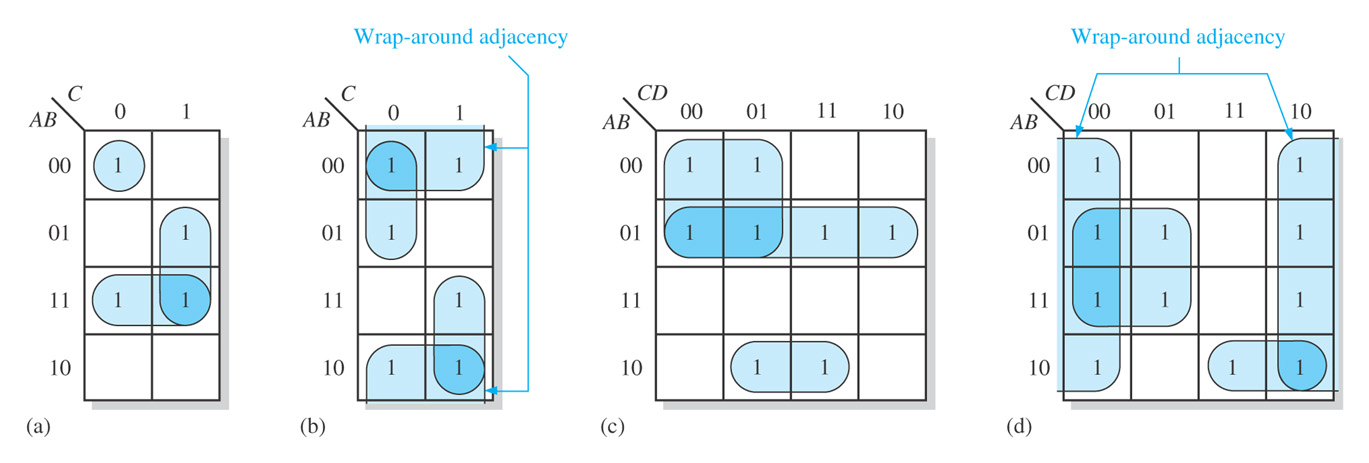 Wrap-around adjacency
C
AB
0 1
00 1
01 1
11 1 1
10
(a)
C
AB
0 1
00 1 1
01 1
11 1
10 1 1
(b)
CD
AB
00 01 11 10
00 1 1
01 1 1 1 1
11
10 1 1
(c)
Wrap-around adjacency
CD
AB
00 01 11 10
00 1 1
01 1 1 1
11 1 1 1
10 1 1 1
(d)